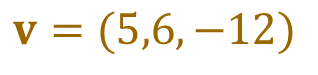 v = (5,6, −12)